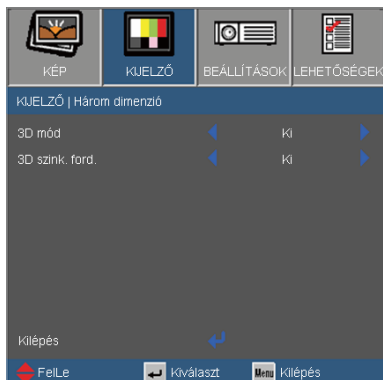 KÉP KIJELZŐ BEÁLLÍTÁSOK LEHETŐSÉGEK
KIJELZŐ | Három dimenzió
3D mód Ki
3D szink. ford. Ki
Kilépés
FelLe Kiválaszt Menu Kilépés